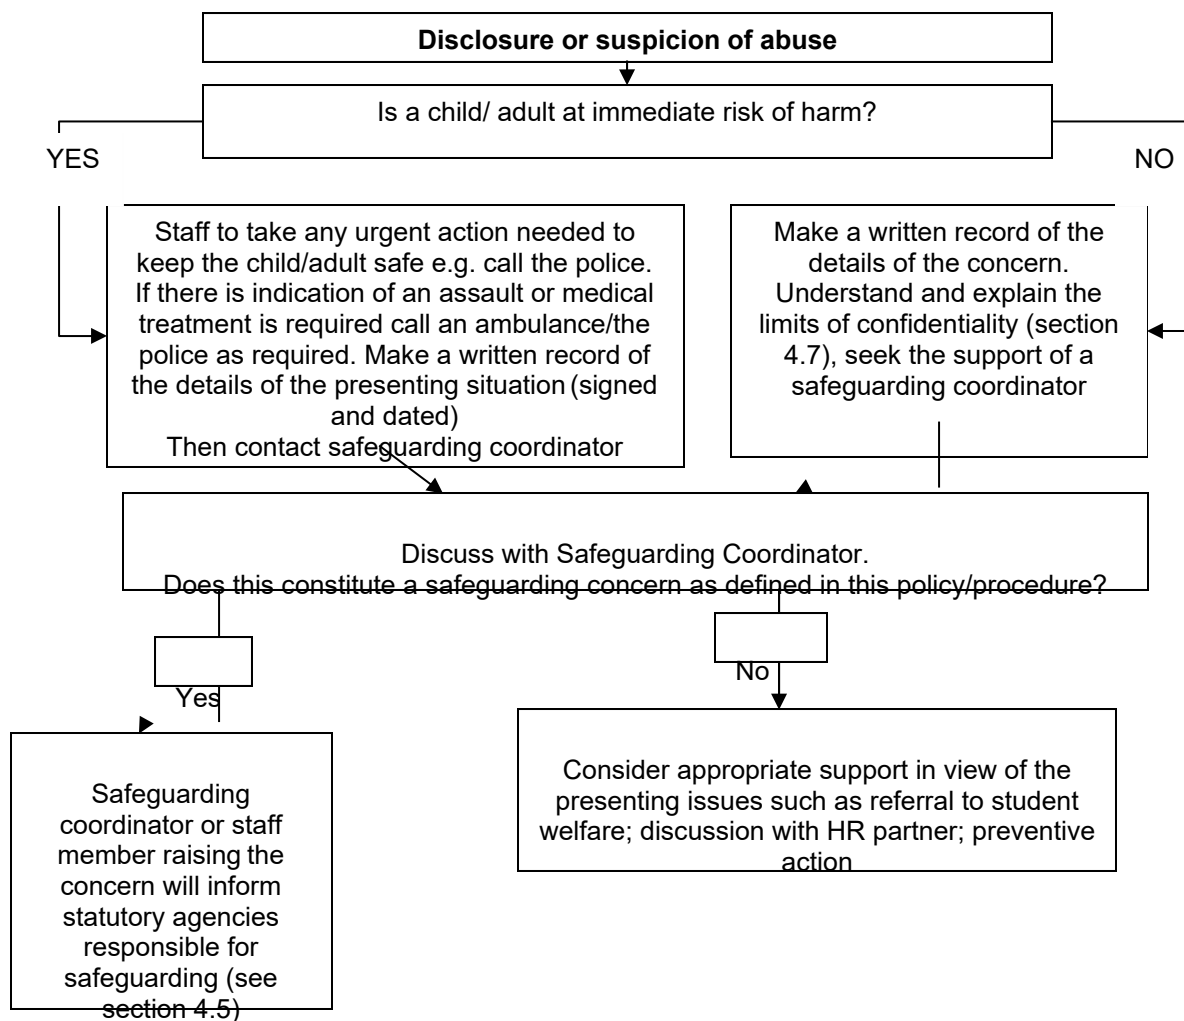 Disclosure or suspicion of abuse
Is a child/ adult at immediate risk of harm?
YES
NO
Staff to take any urgent action needed to
keep the child/adult safe e.g. call the police.
If there is indication of an assault or medical
treatment is required call an ambulance/the
police as required. Make a written record of
the details of the presenting situation (signed
and dated)
Then contact safeguarding coordinator
Make a written record of the
details of the concern.
Understand and explain the
limits of confidentiality (section
4.7), seek the support of a
safeguarding coordinator
Discuss with Safeguarding Coordinator.
Does this constitute a safeguarding concern as defined in this policy/procedure?
Yes
No
Safeguarding
coordinator or staff
member raising the
concern will inform
statutory agencies
responsible for
safeguarding (see
section 4.5)
Consider appropriate support in view of the
presenting issues such as referral to student
welfare; discussion with HR partner; preventive
action